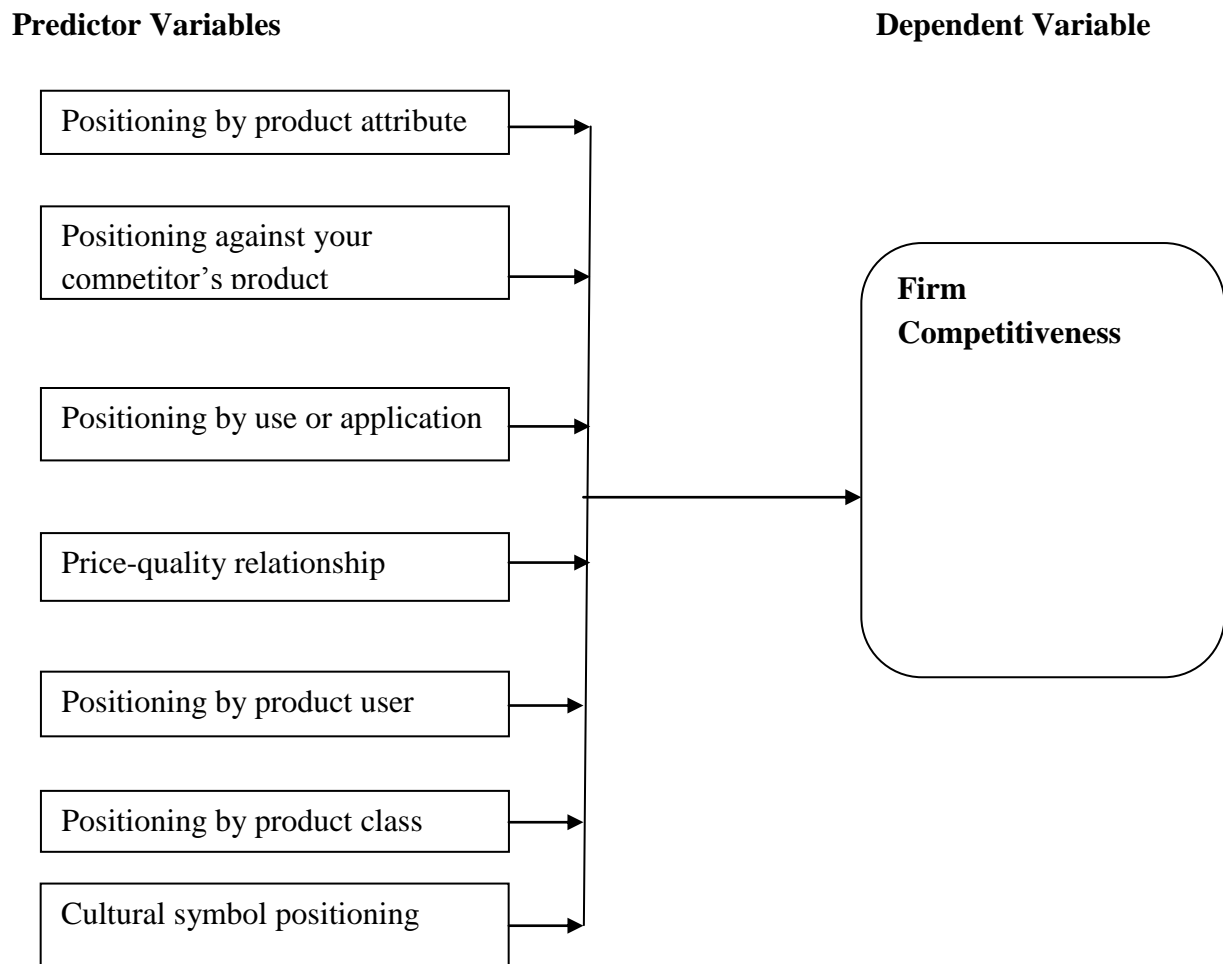 Predictor Variables
Dependent Variable
Positioning by product attribute
Positioning against your
competitor’s product
Firm
Competitiveness
Positioning by use or application
Price-quality relationship
Positioning by product user
Positioning by product class
Cultural symbol positioning